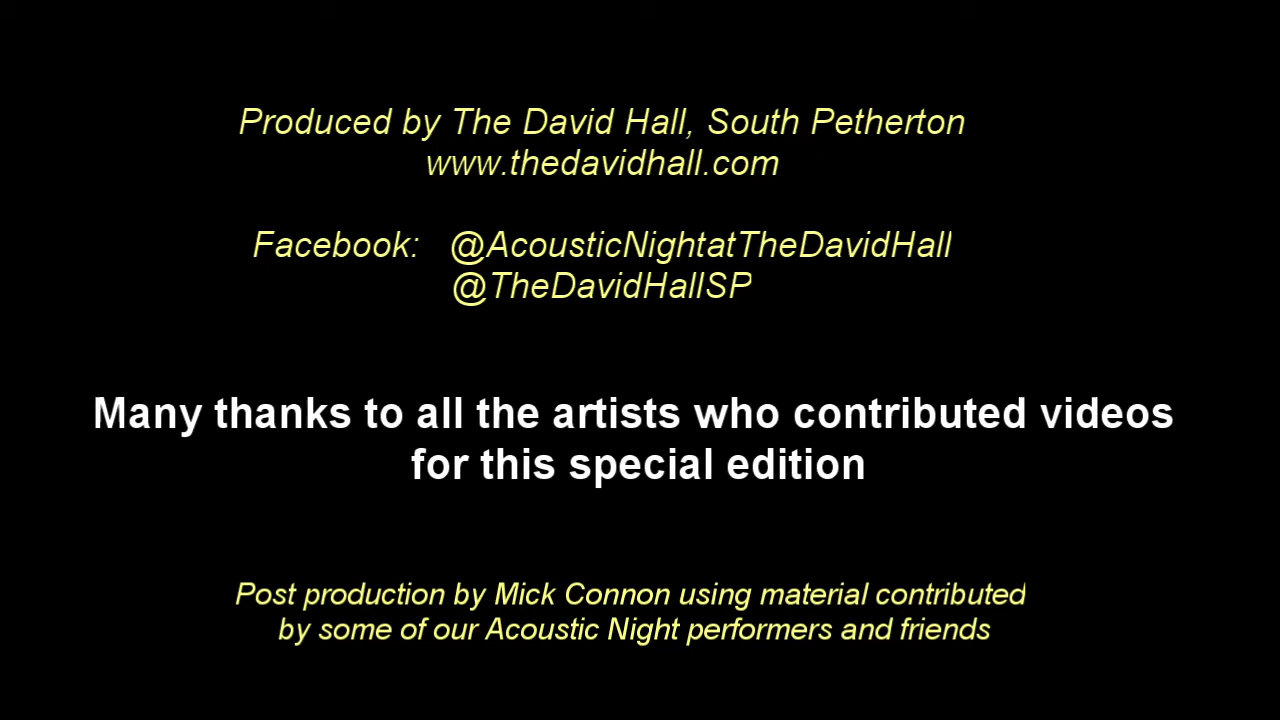 Produced by The David Hall, South Petherton
www.thedavidhall.com
Facebook: @AcousticNightatTheDavidHall
@TheDavidHallSP
Many thanks to all the artists who contributed videos
for this special edition
Post production by Mick Connon using material contributed
by some of our Acoustic Night performers and friends